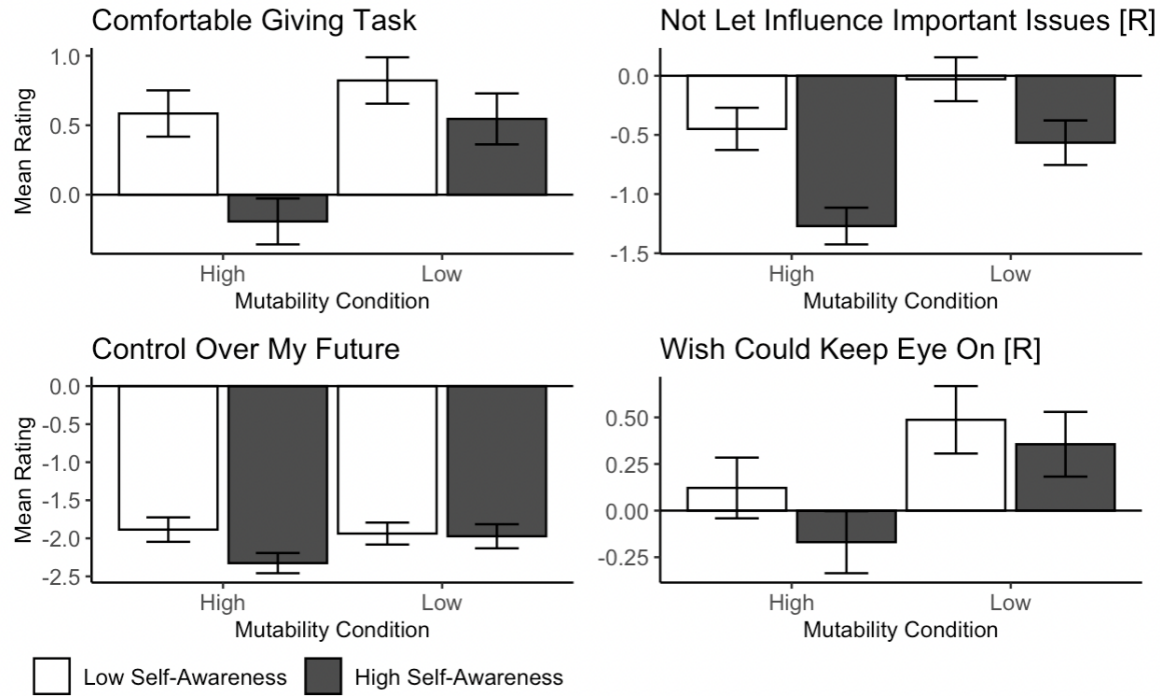 Comfortable Giving Task
Mean Rating
1.0
0.5
0.0
High
Low
Mutability Condition
Not Let Influence Important Issues [R]
0.0
-0.5
-1.0
-1.5
High
Low
Mutability Condition
Control Over My Future
Mean Rating
0.0
-0.5
-1.0
-1.5
-2.0
-2.5
High
Low
Mutability Condition
Wish Could Keep Eye On [R]
0.50
0.25
0.00
-0.25
High
Low
Mutability Condition
Low Self-Awareness
High Self-Awareness